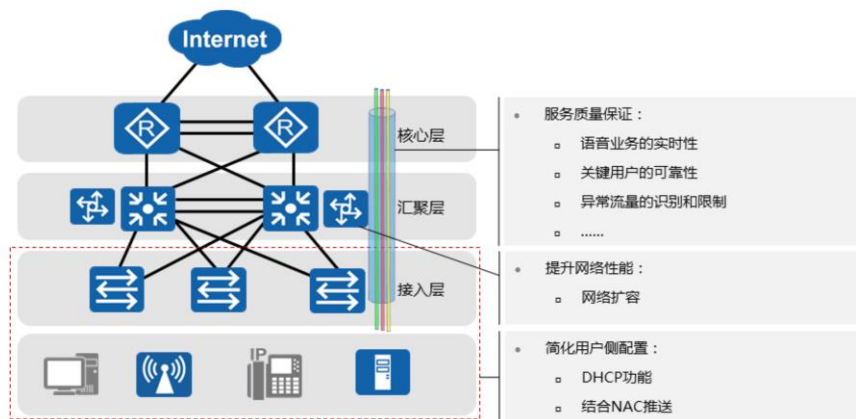 Internet
R
R
核心层
汇聚层
接入层
IP
服务质量保证：
语音业务的实时性
关键用户的可靠性
异常流量的识别和限制
......
提升网络性能：
网络扩容
简化用户侧配置：
DHCP功能
结合NAC推送